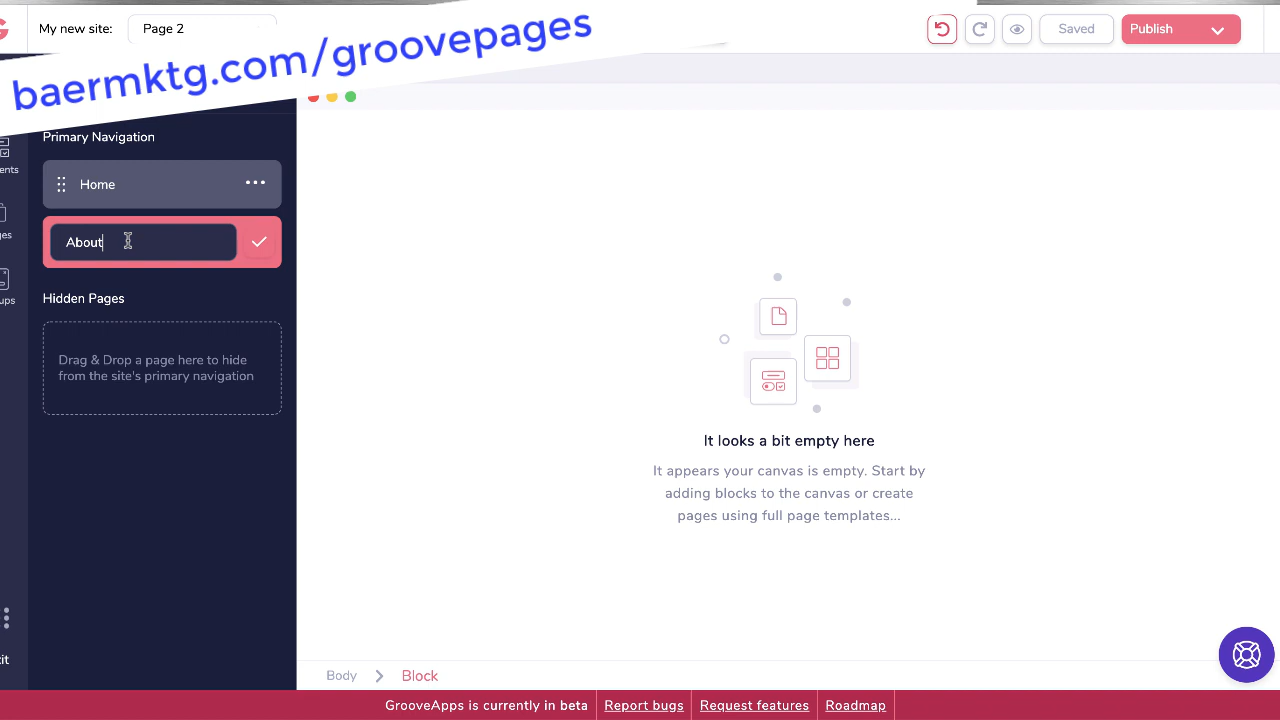 My new site:
Page 2
Saved
Publish
baermktg.com/groovepages
Primary Navigation
Home
About
Hidden Pages
Drag & Drop a page here to hide
from the site's primary navigation
It looks a bit empty here
It appears your canvas is empty. Start by
adding blocks to the canvas or create
pages using full page templates...
Body
Block
GrooveApps is currently in beta
Report bugs
Request features
Roadmap